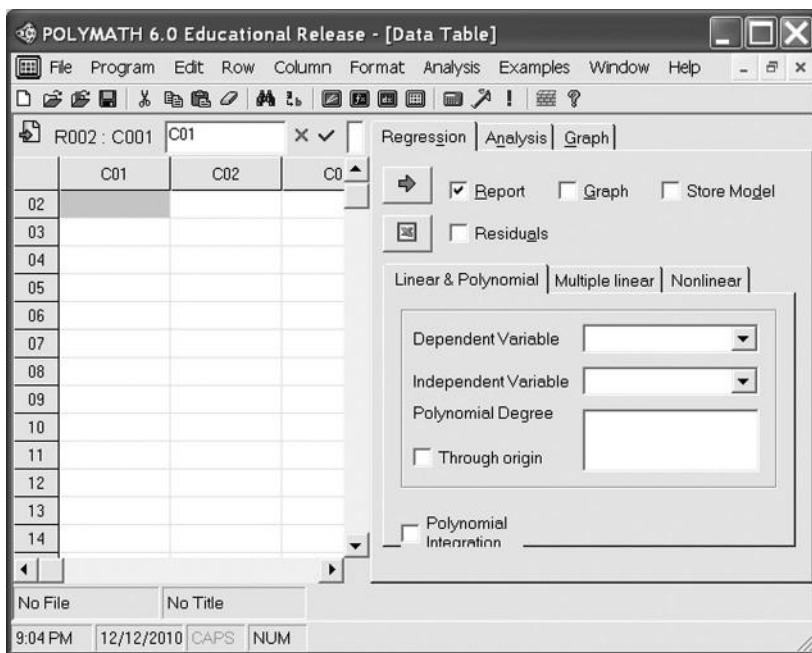 POLYMATH 6.0 Educational Release - [Data Table]
File Program Edit Row Column Format Analysis Examples Window Help
R002 : C001 C01
Regression Analysis Graph
C01 C02 C0
Report Graph Store Model
Residuals
02
03
04
05
06
07
08
09
10
11
12
13
14
Linear & Polynomial Multiple linear Nonlinear
Dependent Variable
Independent Variable
Polynomial Degree
Through origin
Polynomial
Integration
No File No Title
9:04 PM 12/12/2010 CAPS NUM